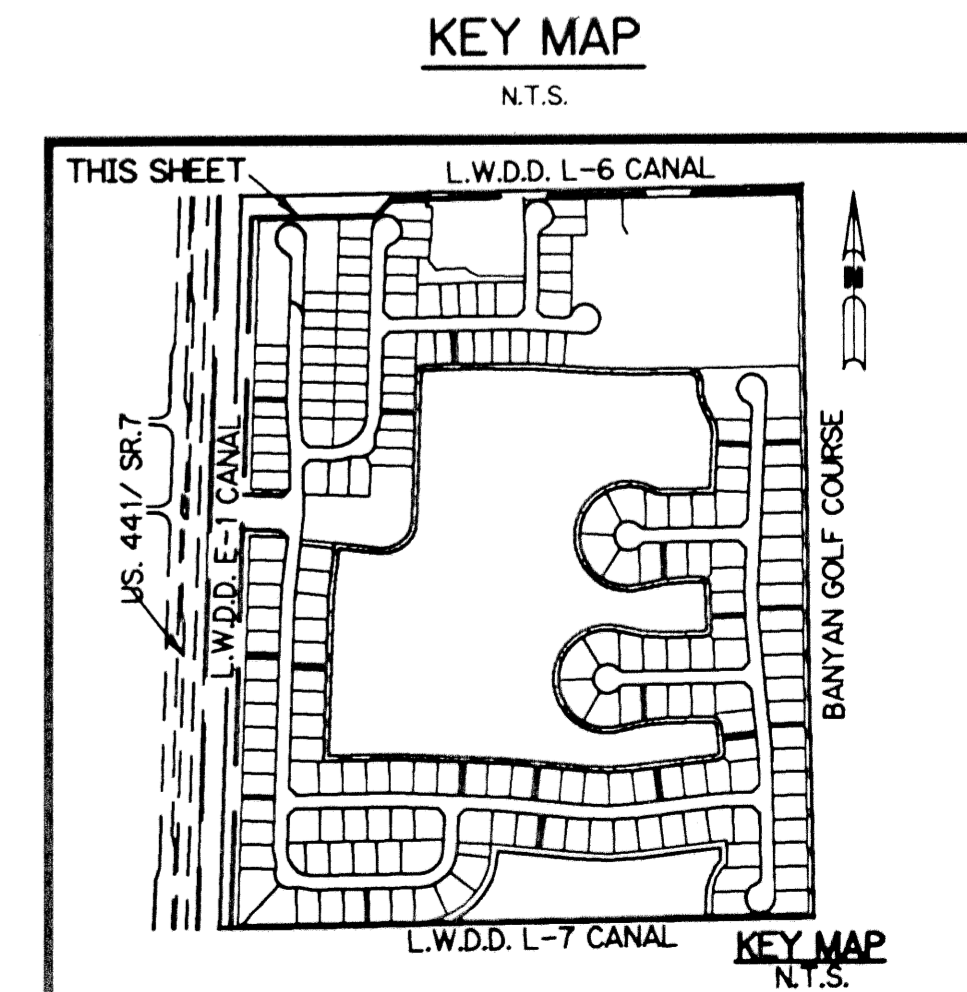 KEY MAP
N.T.S.
THIS SHEET
L.W.D.D. L-6 CANAL
N
US. 441/ SR.7
L.W.D.D. E-1 CANAL
BANYAN GOLF COURSE
L.W.D.D. L-7 CANAL
KEY MAP
N.T.S.